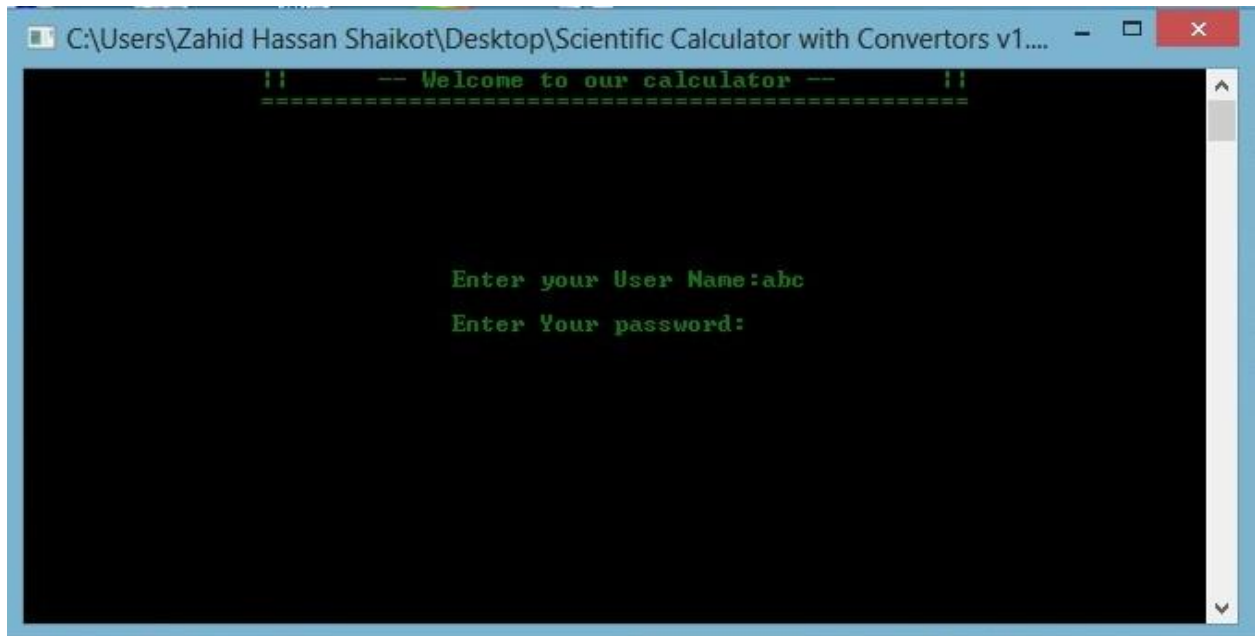 C:\Users\Zahid Hassan Shaikot\Desktop\Scientific Calculator with Convertors v1....
|| -- Welcome to our calculator -- ||
================================================
Enter your User Name:abc
Enter Your password: